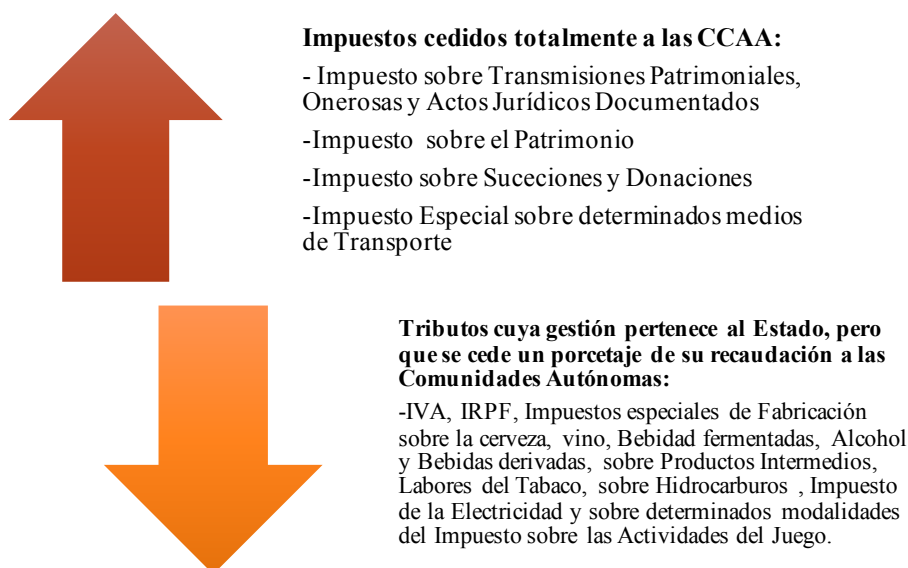 Impuestos cedidos totalmente a las CCAA:
- Impuesto sobre Transmisiones Patrimoniales,
Onerosas y Actos Jurídicos Documentados
-Impuesto sobre el Patrimonio
-Impuesto sobre Suceciones y Donaciones
-Impuesto Especial sobre determinados medios
de Transporte
Tributos cuya gestión pertenece al Estado, pero
que se cede un porcetaje de su recaudación a las
Comunidades Autónomas:
-IVA, IRPF, Impuestos especiales de Fabricación
sobre la cerveza, vino, Bebidad fermentadas, Alcohol
y Bebidas derivadas, sobre Productos Intermedios,
Labores del Tabaco, sobre Hidrocarburos , Impuesto
de la Electricidad y sobre determinados modalidades
del Impuesto sobre las Actividades del Juego.